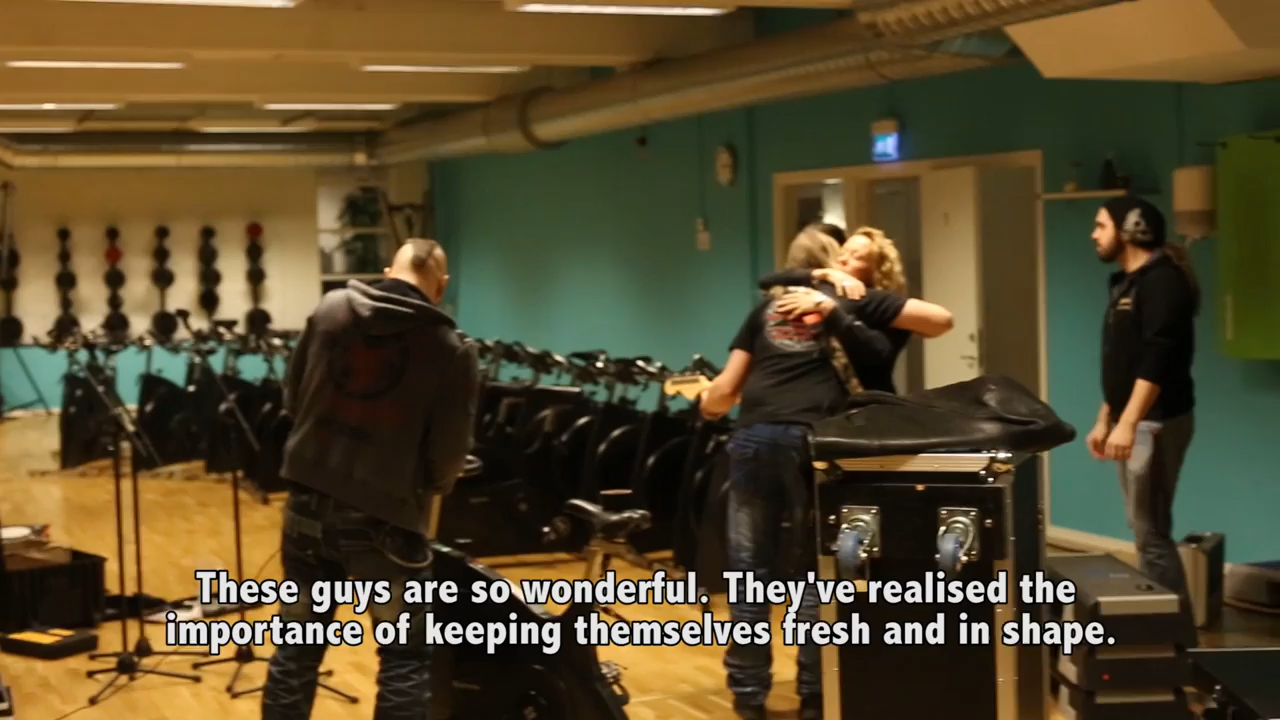 These guys are so wonderful. They've realised the
importance of keeping themselves fresh and in shape.